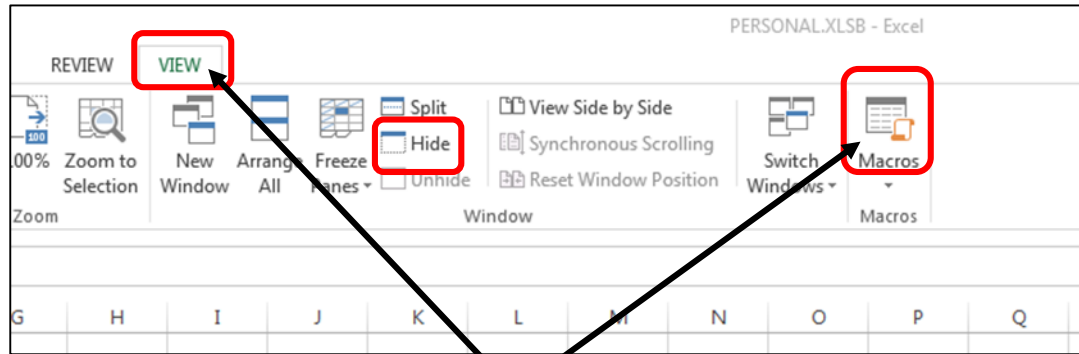 PERSONAL.XLSB - Excel
REVIEW VIEW
Split
View Side by Side
100
Hide
Synchronous Scrolling
00% Zoom to Selection
New Window
Arrange All
Freeze Panes
Unhide
Reset Window Position
Switch Windows
Macros
Zoom
Window
Macros
G H I J K L M N O P Q